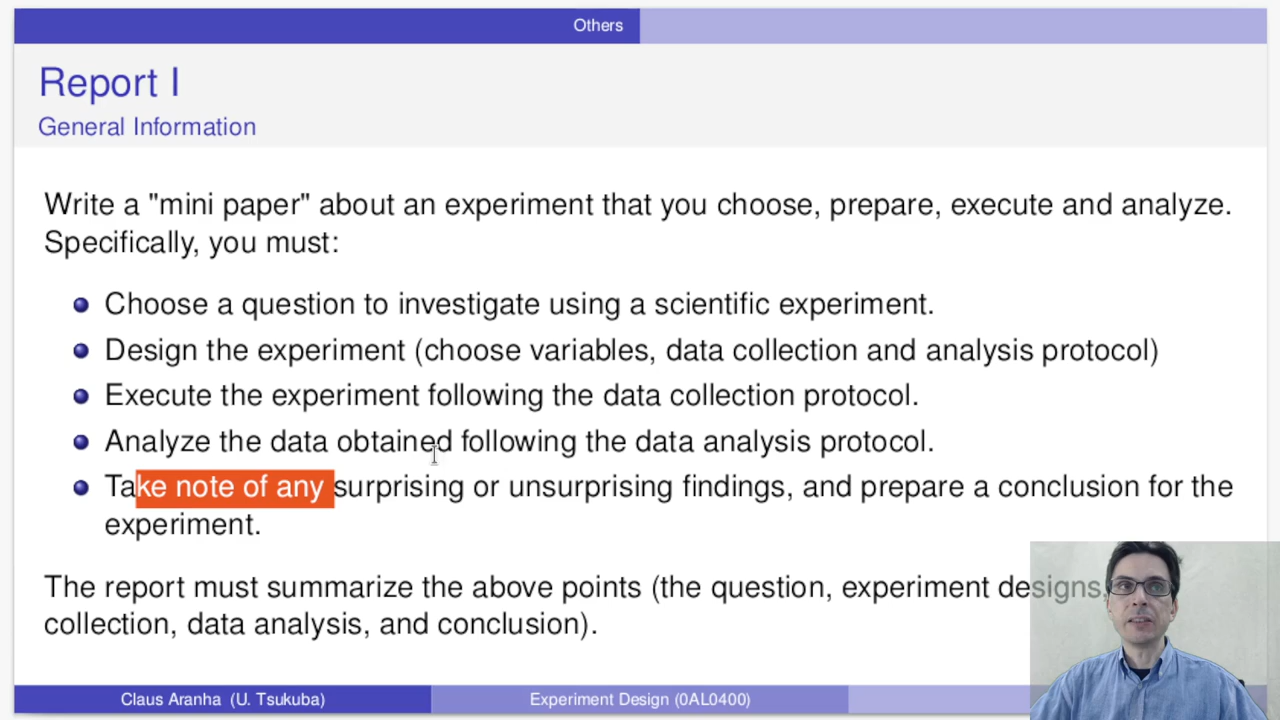 Others
Report I
General Information
Write a "mini paper" about an experiment that you choose, prepare, execute and analyze.
Specifically, you must:
Choose a question to investigate using a scientific experiment.
Design the experiment (choose variables, data collection and analysis protocol)
Execute the experiment following the data collection protocol.
Analyze the data obtained following the data analysis protocol.
Take note of any surprising or unsurprising findings, and prepare a conclusion for the
experiment.
The report must summarize the above points (the question, experiment designs,
collection, data analysis, and conclusion).
Claus Aranha (U. Tsukuba)
Experiment Design (0AL0400)